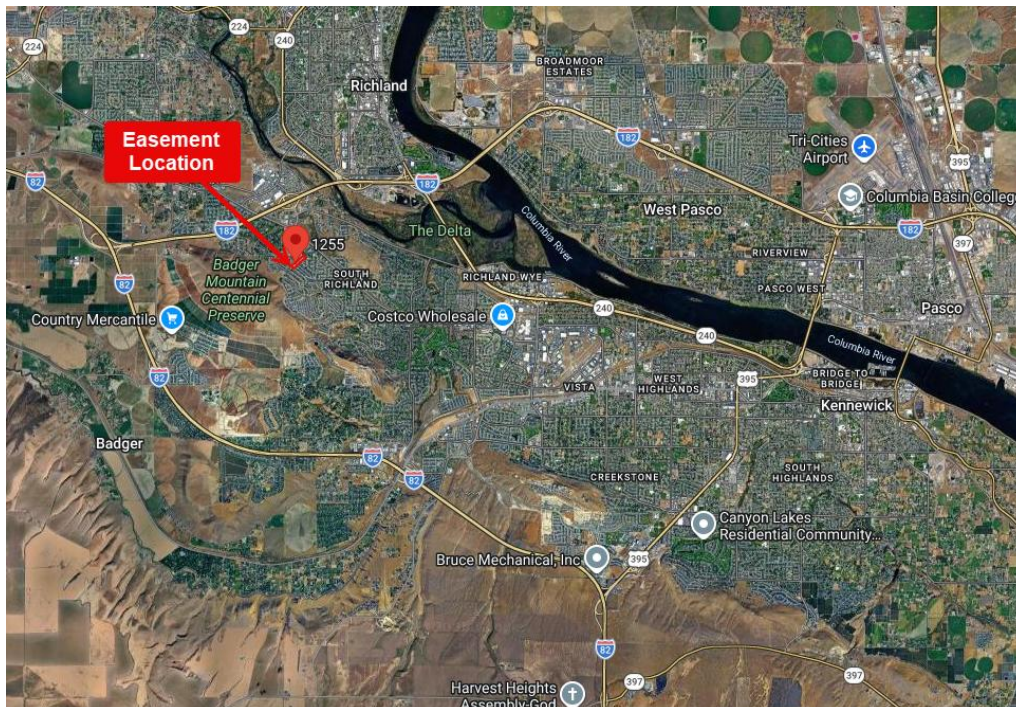 224
240
224
Richland
BROADMOOR
ESTATES
182
Tri-Cities
Airport
395
Easement
Location
82
182
Columbia Basin College
West Pasco
182
397
182
1255
The Delta
Columbia River
RIVERVIEW
Badger
Mountain
Centennial
Preserve
SOUTH
RICHLAND
RICHLAND WYE
PASCO WEST
82
Country Mercantile
Costco Wholesale
240
Pasco
240
Columbia River
82
VISTA
WEST
HIGHLANDS
395
BRIDGE TO
BRIDGE
Kennewick
Badger
82
82
CREEKSTONE
SOUTH
HIGHLANDS
Canyon Lakes
Residential Community...
Bruce Mechanical, Inc
395
82
397
397
397
Harvest Heights
Assembly-God